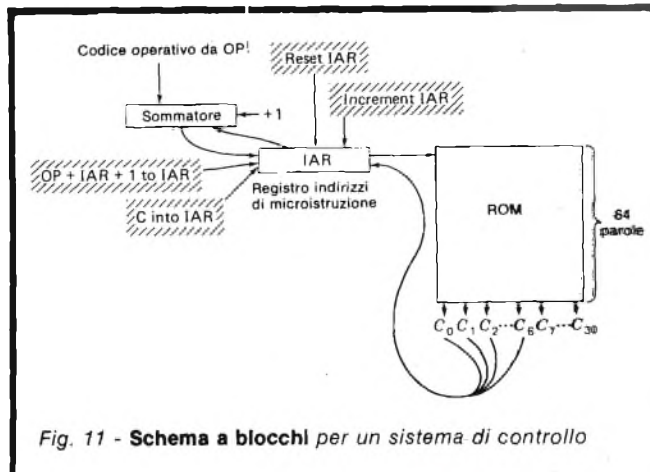 Codice operativo da OP!
Reset IAR
Increment IAR
Sommatore
+1
IAR
OP + IAR + 1 to IAR
Registro indirizzi
di microistruzione
C into IAR
ROM
64
parole
C0 C1 C2 ··· C6 C7 ··· C30
Fig. 11 - Schema a blocchi per un sistema di controllo